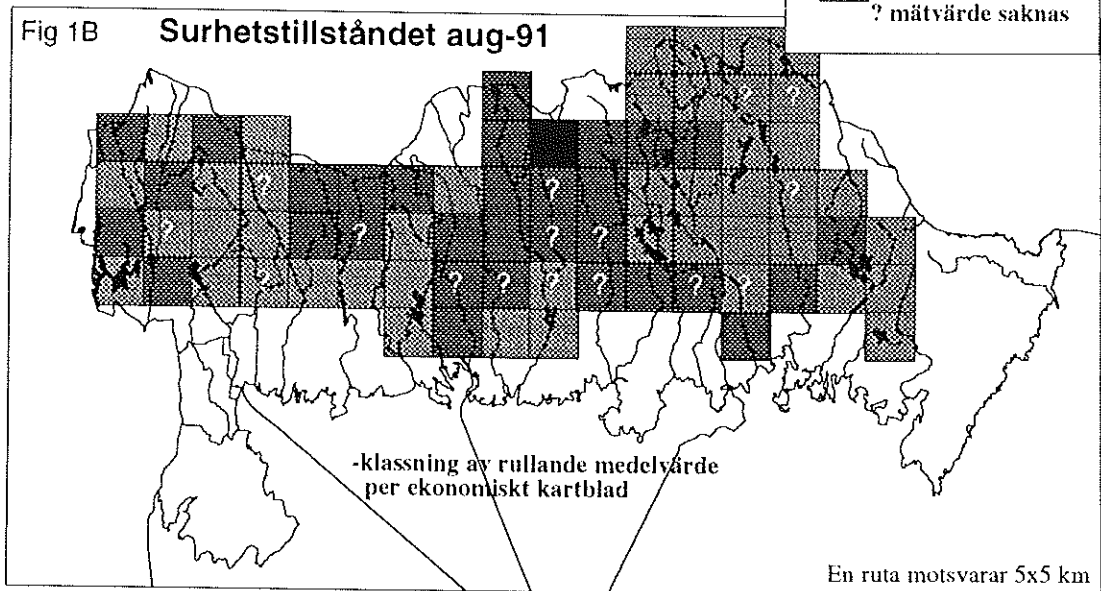 ? mätvärde saknas
Fig 1B Surhetstillståndet aug-91
? ?
? ? ?
? ? ? ?
? ? ? ? ? ? ?
-klassning av rullande medelvärde
per ekonomiskt kartblad
En ruta motsvarar 5x5 km